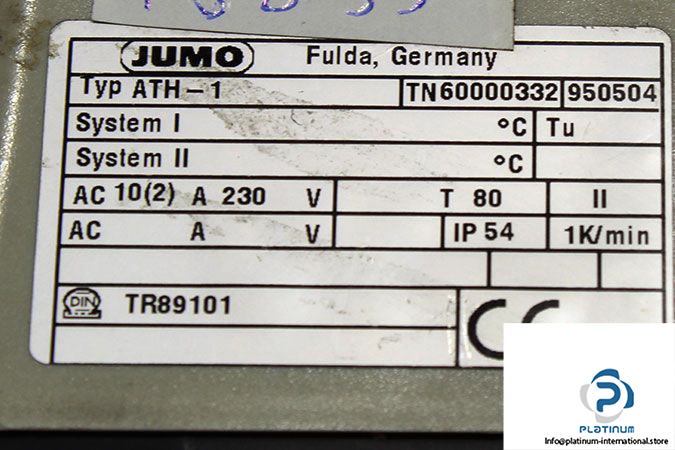 JUMO Fulda, Germany
Typ ATH-1 TN60000332 950504
System I °C Tu
System II °C
AC 10(2) A 230 V T 80 II
AC A V IP 54 1K/min
DIN TR89101
CE
PLATINUM
Info@platinum-international.store